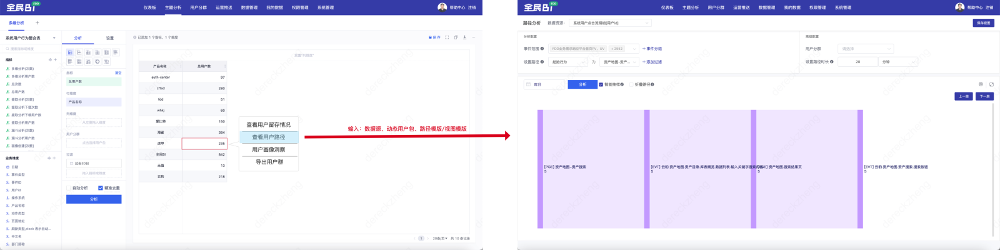 全民BI
仪表板 主题分析 用户分群 运营推送 数据管理 我的数据 权限管理 系统管理
帮助中心 注销
多维分析 +
系统用户行为整合表
搜索指标或维度
指标
多维分析(次数)
多维分析用户数
总次数
总用户数
提取分析[次数]
提取分析下载次数
提取分析下载用户数
提取分析用户数
漏斗分析[次数]
漏斗分析用户数
画像创建[次数]
业务维度
日期
事件类型
事件ID
用户id
操作系统
产品名称
动作类型
页面地址
刷新类型,clock 表示自动...
中文名
部门简称
分析 设置
指标 清空
总用户数
行维度
产品名称
列维度
从左侧拖入维度
用户分群
点击选择用户包
过滤
过去30日
拖入指标或维度
自动分析 精准去重
分析
已添加 1 个指标, 1 个维度
保存
配置"列维度"
产品名称 总用户数
auth-center 97
cftxd 280
fdd 51
whkj 60
爱比特 150
海雀 384
虎甲 235
全民BI 842
无值 13
云豹 218
1 20条/页 共 10 条记录
查看用户留存情况
查看用户路径
用户画像洞察
导出用户群
输入：数据源、动态用户包、路径模版/视图模版
全民BI
仪表板 主题分析 用户分群 运营推送 数据管理 我的数据 权限管理 系统管理
帮助中心 注销
路径分析 数据资源: 系统用户点击流明细[用户id]
保存视图
分析配置
事件范围 FDD业务需求响应平台首页PV、UV + 2553 +事件分组
设置路径 起始行为 为 资产地图-资产... +添加过滤
高级配置
用户分群 请选择
设置路径时长 20 分钟
昨日 分析 智能抽样 折叠路径
上一层 下一层
[PGE] 资产地图-资产搜索
5
[EVT] 云豹.资产地图.资产目录.库表概览.数据列表.输入关键字搜索内容
5
[PGE] 资产地图.搜索结果页
5
[EVT] 云豹.资产地图.资产搜索.搜索按钮
5
dereckzheng